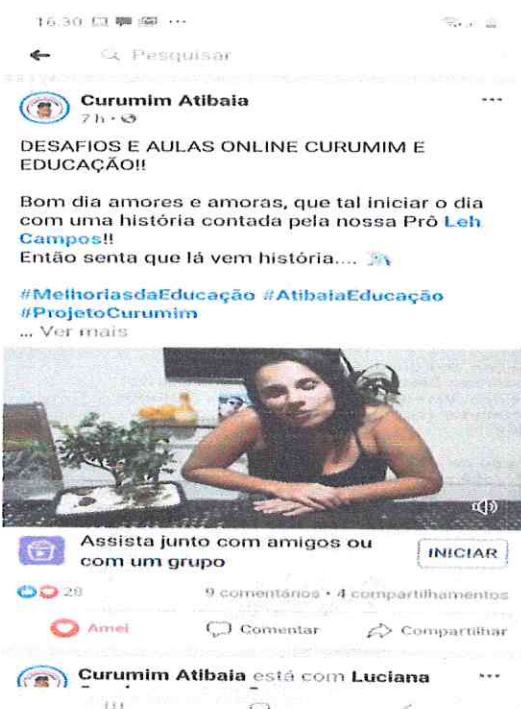 16:30
Pesquisar
Curumim Atibaia
7 h
DESAFIOS E AULAS ONLINE CURUMIM E
EDUCAÇÃO!!
Bom dia amores e amoras, que tal iniciar o dia
com uma história contada pela nossa Prô Leh
Campos!!
Então senta que lá vem história....
#MelhoriasdaEducação #AtibaiaEducação
#ProjetoCurumim
... Ver mais
Assista junto com amigos ou
com um grupo
INICIAR
28
9 comentários • 4 compartilhamentos
Amei
Comentar
Compartilhar
Curumim Atibaia está com Luciana